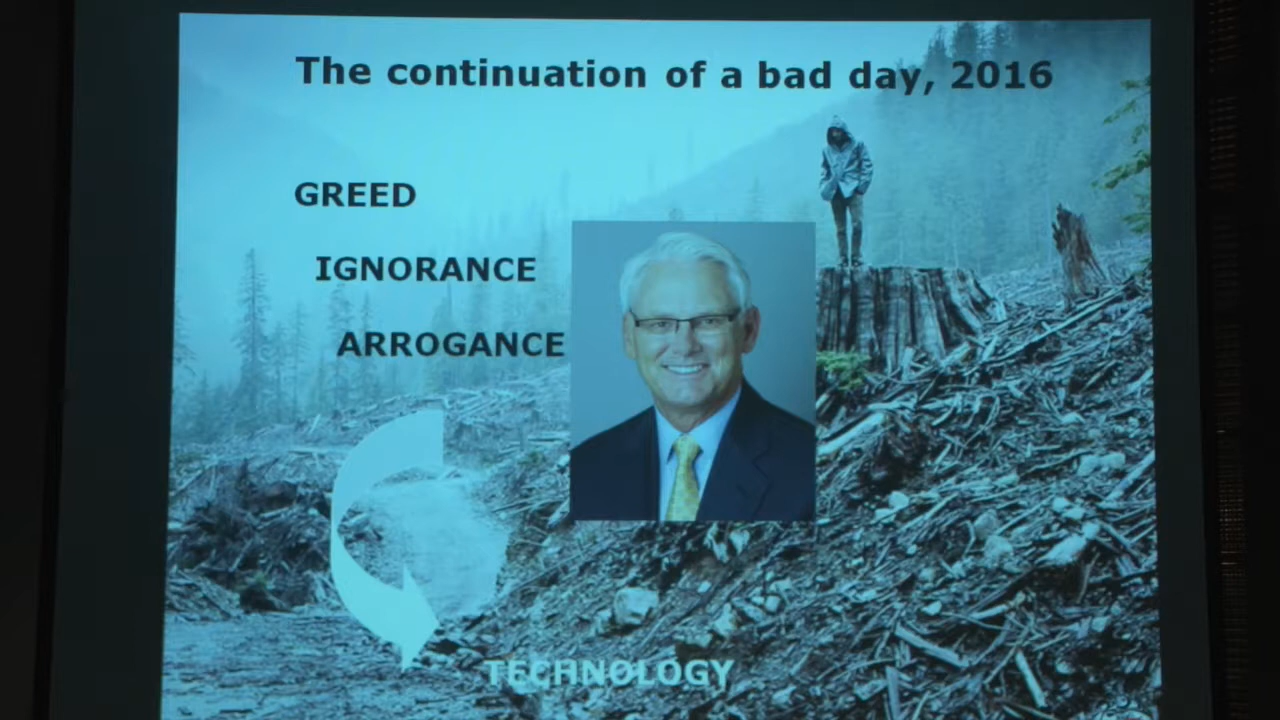 The continuation of a bad day, 2016
GREED
IGNORANCE
ARROGANCE
TECHNOLOGY